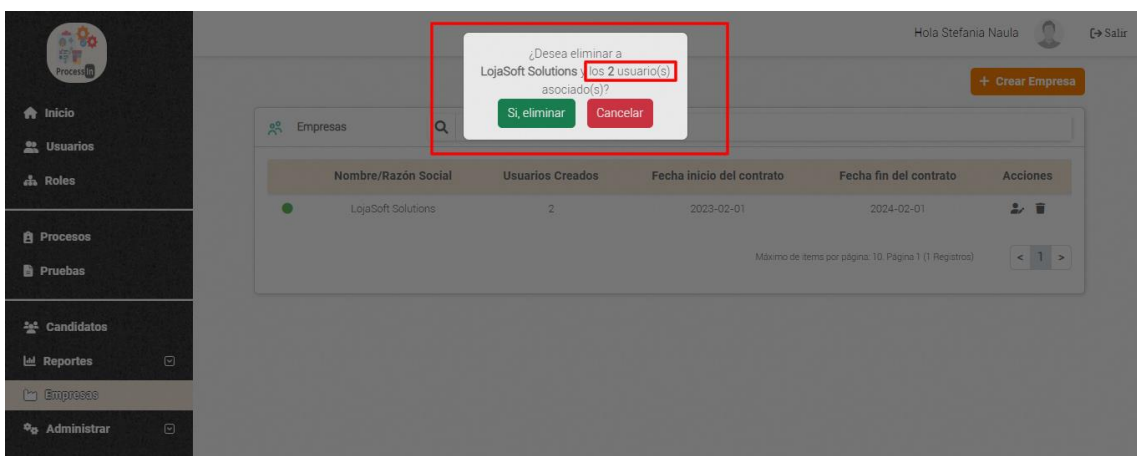 Processin
Hola Stefania Naula
Salir
¿Desea eliminar a
LojaSoft Solutions y los 2 usuario(s)
asociado(s)?
Si, eliminar Cancelar
+ Crear Empresa
Inicio
Usuarios
Roles
Procesos
Pruebas
Candidatos
Reportes
Empresas
Administrar
Empresas
Nombre/Razón Social Usuarios Creados Fecha inicio del contrato Fecha fin del contrato Acciones
LojaSoft Solutions 2 2023-02-01 2024-02-01
Máximo de items por página: 10. Página 1 (1 Registros) < 1 >